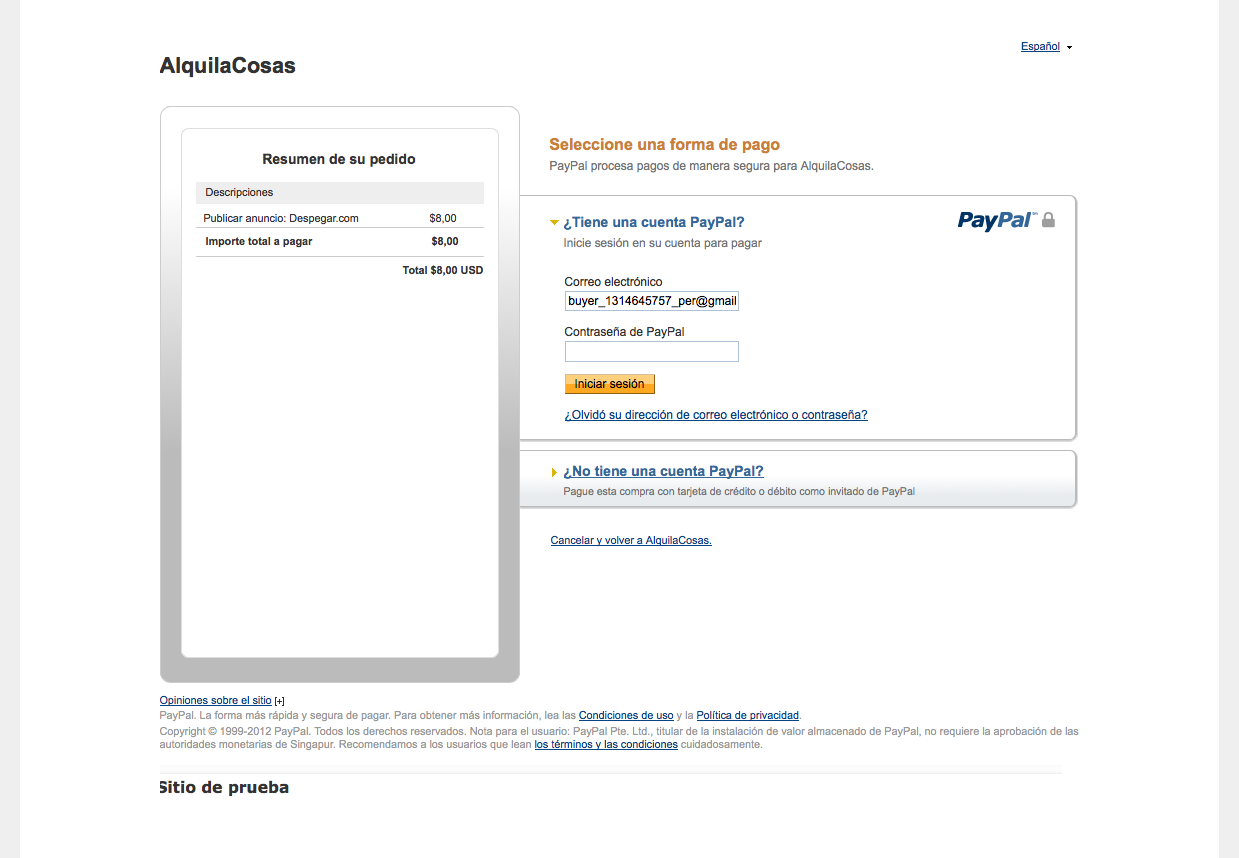 Español
AlquilaCosas
Resumen de su pedido
Descripciones
Publicar anuncio: Despegar.com $8,00
Importe total a pagar $8,00
Total $8,00 USD
Seleccione una forma de pago
PayPal procesa pagos de manera segura para AlquilaCosas.
¿Tiene una cuenta PayPal?
PayPal
Inicie sesión en su cuenta para pagar
Correo electrónico
buyer_1314645757_per@gmail
Contraseña de PayPal
Iniciar sesión
¿Olvidó su dirección de correo electrónico o contraseña?
¿No tiene una cuenta PayPal?
Pague esta compra con tarjeta de crédito o débito como invitado de PayPal
Cancelar y volver a AlquilaCosas.
Opiniones sobre el sitio [+]
PayPal. La forma más rápida y segura de pagar. Para obtener más información, lea las Condiciones de uso y la Política de privacidad.
Copyright © 1999-2012 PayPal. Todos los derechos reservados. Nota para el usuario: PayPal Pte. Ltd., titular de la instalación de valor almacenado de PayPal, no requiere la aprobación de las
autoridades monetarias de Singapur. Recomendamos a los usuarios que lean los términos y las condiciones cuidadosamente.
Sitio de prueba